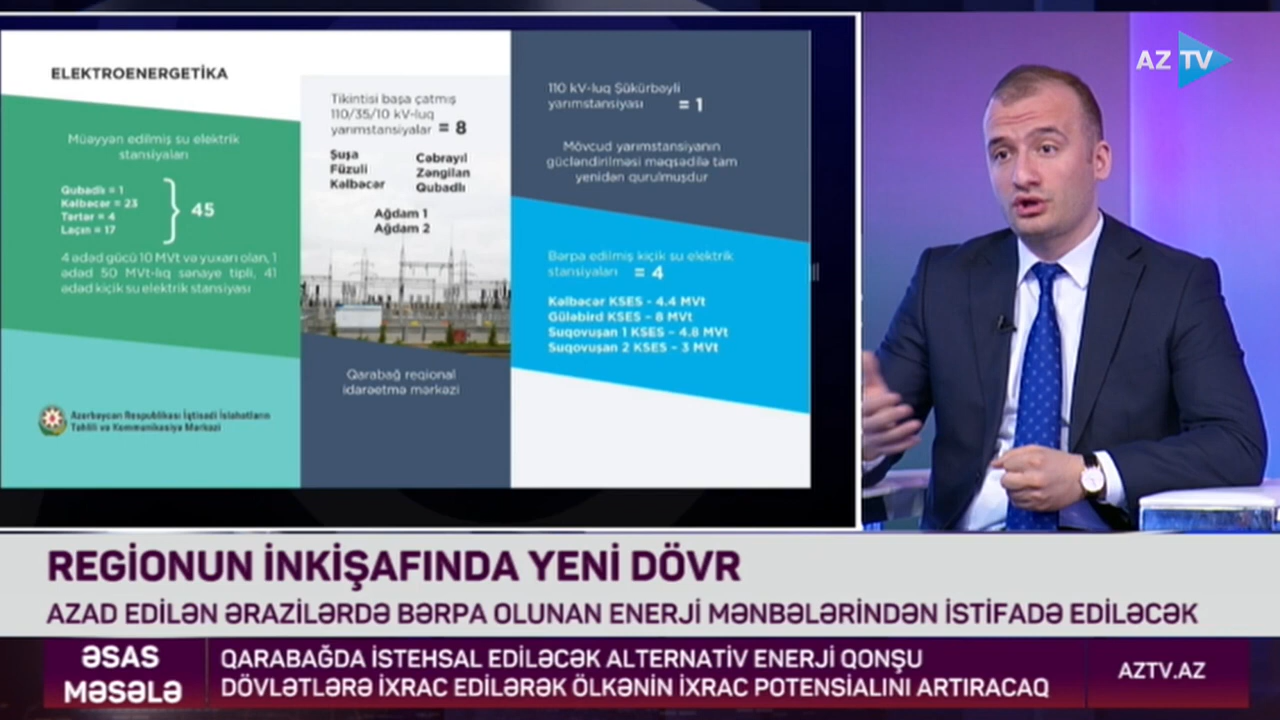 ELEKTROENERGETIKA
Müəyyən edilmiş su elektrik
stansiyaları
Qubadlı = 1
Kəlbəcər = 23
Tərtər = 4
Laçın = 17
} 45
4 ədəd gücü 10 MVt və yuxarı olan, 1
ədəd 50 MVt-lıq sənaye tipli, 41
ədəd kiçik su elektrik stansiyası
Azərbaycan Respublikası İqtisadi İslahatların
Təhlili və Kommunikasiya Mərkəzi
Tikintisi başa çatmış
110/35/10 kV-luq
yarımstansiyalar = 8
Şuşa
Füzuli
Kəlbəcər
Cəbrayıl
Zəngilan
Qubadlı
Ağdam 1
Ağdam 2
Qarabağ regional
idarəetmə mərkəzi
110 kV-luq Şükürbəyli
yarımstansiyası = 1
Mövcud yarımstansiyanın
gücləndirilməsi məqsədilə tam
yenidən qurulmuşdur
Bərpa edilmiş kiçik su elektrik
stansiyaları = 4
Kəlbəcər KSES - 4.4 MVt
Güləbird KSES - 8 MVt
Suqovuşan 1 KSES - 4.8 MVt
Suqovuşan 2 KSES - 3 MVt
AZTV
REGİONUN İNKİŞAFINDA YENİ DÖVR
AZAD EDİLƏN ƏRAZİLƏRDƏ BƏRPA OLUNAN ENERJİ MƏNBƏLƏRİNDƏN İSTİFADƏ EDİLƏCƏK
ƏSAS
MƏSƏLƏ
QARABAĞDA İSTEHSAL EDİLƏCƏK ALTERNATİV ENERJİ QONŞU
DÖVLƏTLƏRƏ İXRAC EDİLƏRƏK ÖLKƏNİN İXRAC POTENSİALINI ARTIRACAQ
AZTV.AZ